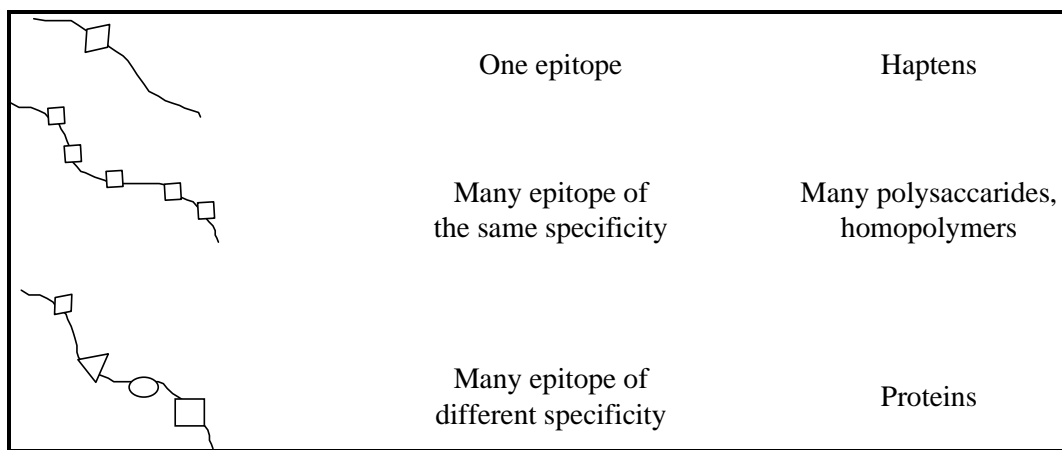 One epitope
Haptens
Many epitope of
the same specificity
Many polysaccarides,
homopolymers
Many epitope of
different specificity
Proteins